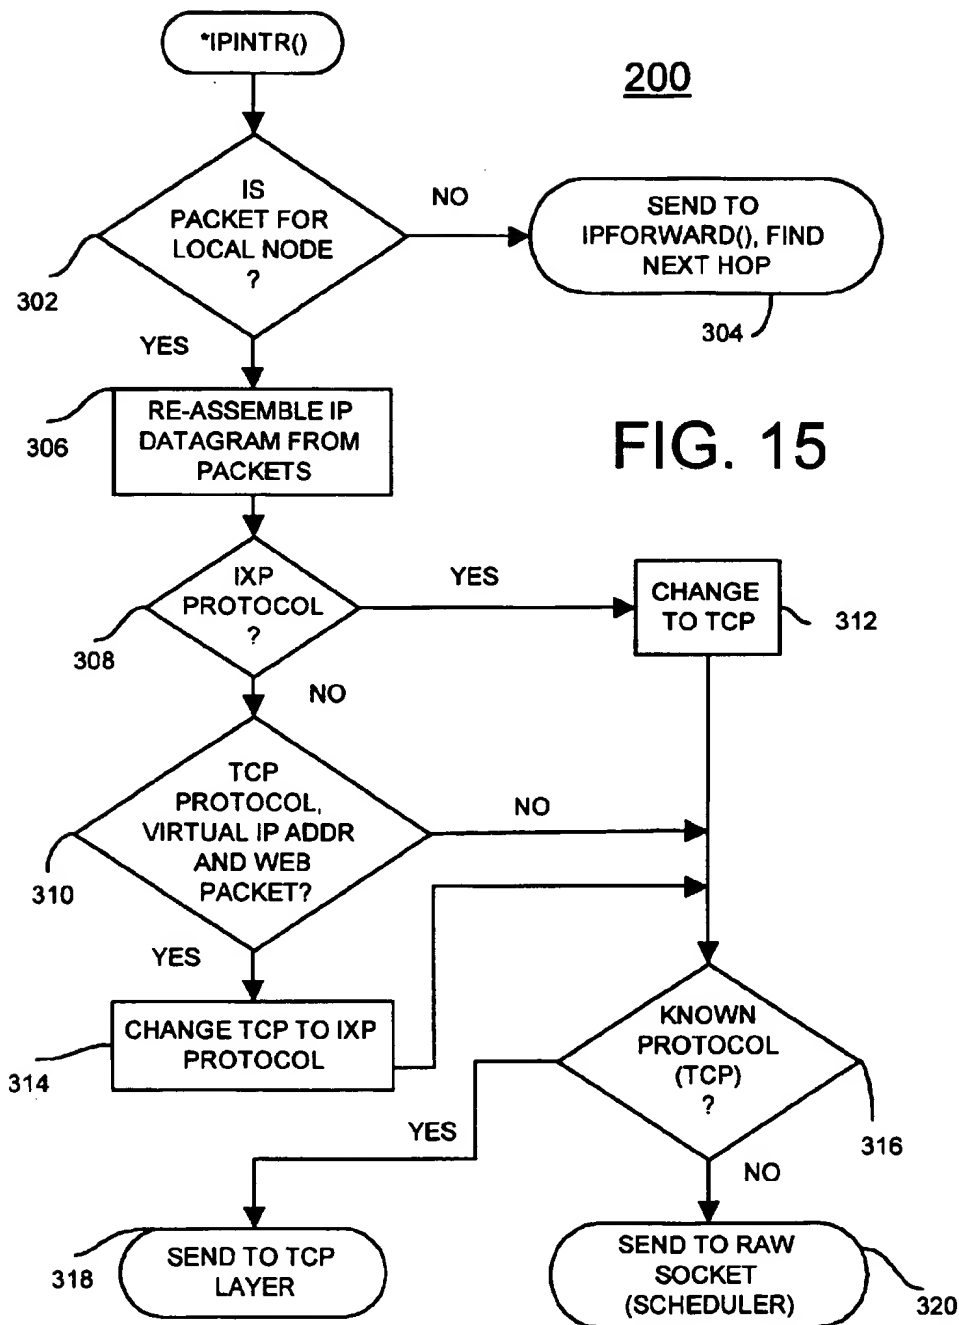 *IPINTR()
200
IS
PACKET FOR
LOCAL NODE
?
NO
SEND TO
IPFORWARD(), FIND
NEXT HOP
302
304
YES
RE-ASSEMBLE IP
DATAGRAM FROM
PACKETS
306
FIG. 15
IXP
PROTOCOL
?
YES
CHANGE
TO TCP
312
308
NO
TCP
PROTOCOL,
VIRTUAL IP ADDR
AND WEB
PACKET?
NO
310
YES
CHANGE TCP TO IXP
PROTOCOL
314
KNOWN
PROTOCOL
(TCP)
?
316
YES
NO
SEND TO TCP
LAYER
318
SEND TO RAW
SOCKET
(SCHEDULER)
320